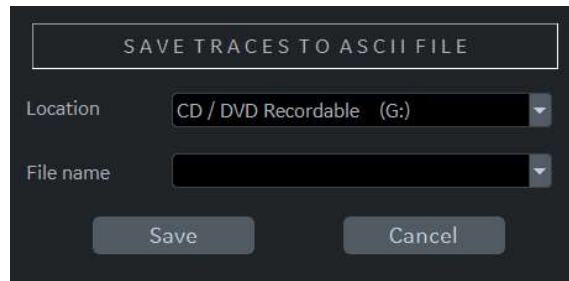 SAVE TRACES TO ASCII FILE
Location CD / DVD Recordable (G:)
File name
Save Cancel